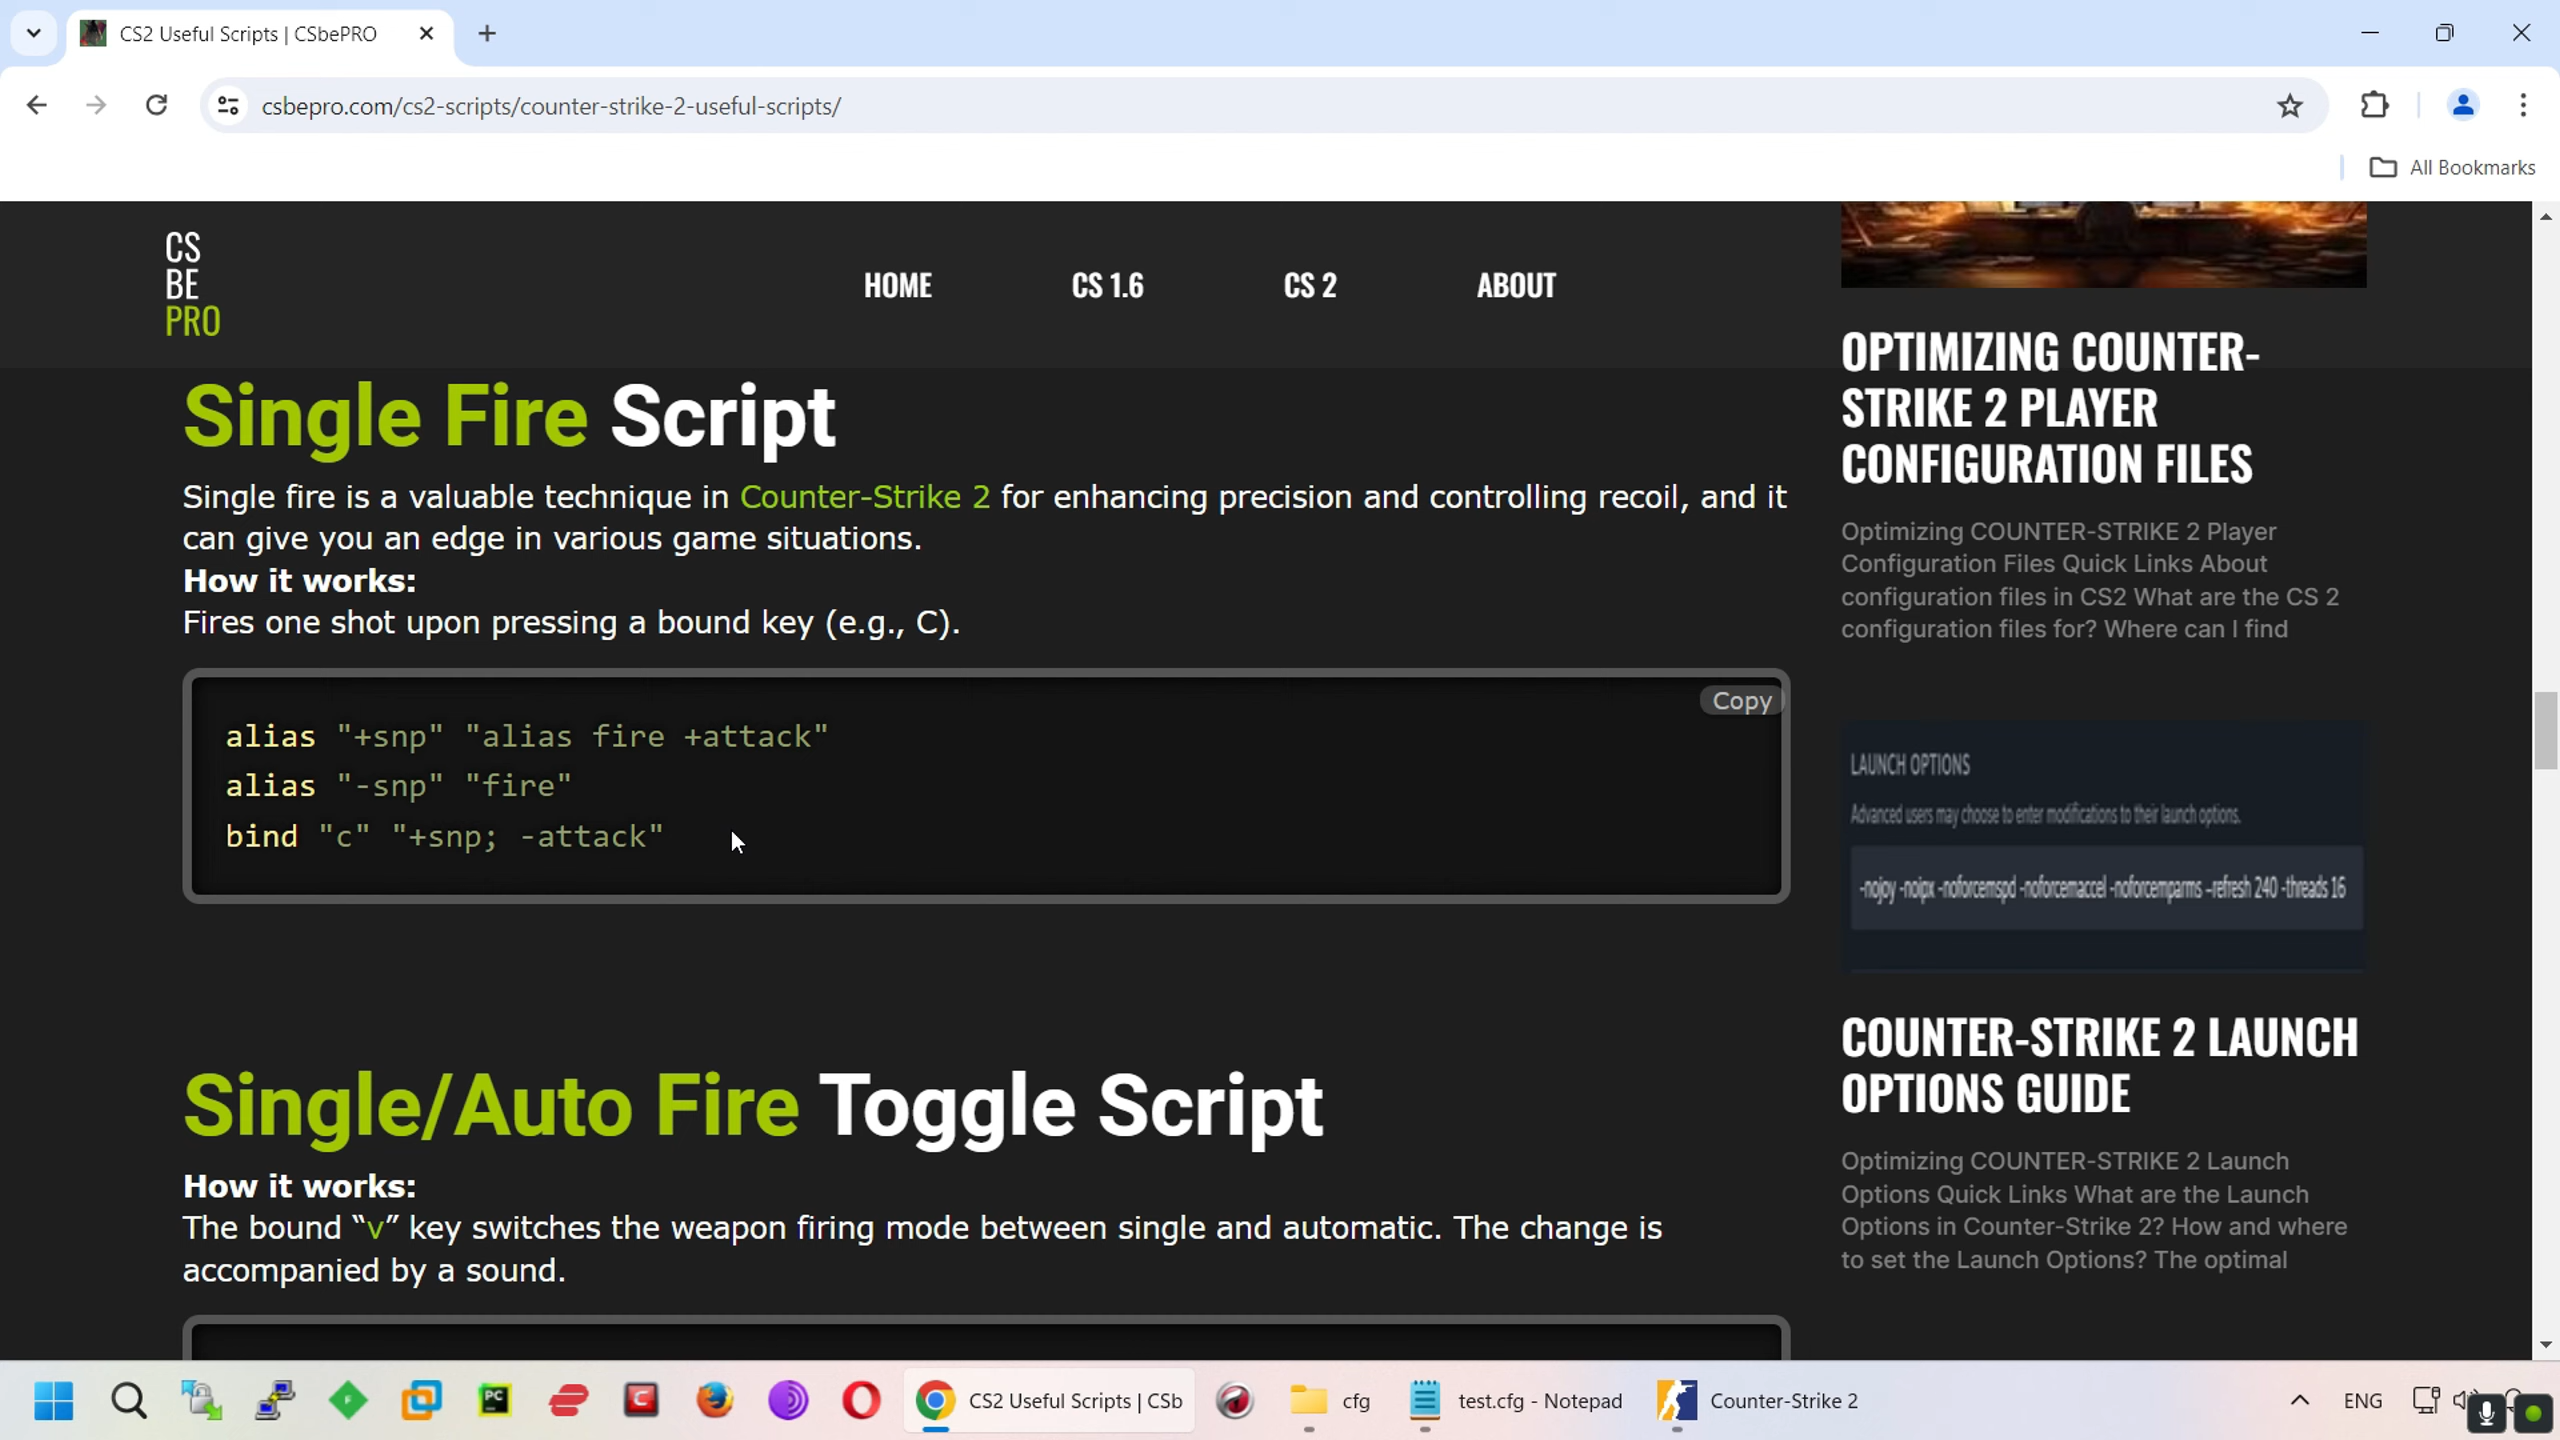 CS2 Useful Scripts | CSbePRO
csbepro.com/cs2-scripts/counter-strike-2-useful-scripts/
All Bookmarks
CS
BE
PRO
HOME
CS 1.6
CS 2
ABOUT
Single Fire Script
Single fire is a valuable technique in Counter-Strike 2 for enhancing precision and controlling recoil, and it
can give you an edge in various game situations.
How it works:
Fires one shot upon pressing a bound key (e.g., C).
Copy
alias "+snp" "alias fire +attack"
alias "-snp" "fire"
bind "c" "+snp; -attack"
Single/Auto Fire Toggle Script
How it works:
The bound “v” key switches the weapon firing mode between single and automatic. The change is
accompanied by a sound.
OPTIMIZING COUNTER-
STRIKE 2 PLAYER
CONFIGURATION FILES
Optimizing COUNTER-STRIKE 2 Player
Configuration Files Quick Links About
configuration files in CS2 What are the CS 2
configuration files for? Where can I find
LAUNCH OPTIONS
Advanced users may choose to enter modifications to their launch options.
-nojoy -noipx -noforcemspd -noforcemaccel -noforcemparms –refresh 240 -threads 16
COUNTER-STRIKE 2 LAUNCH
OPTIONS GUIDE
Optimizing COUNTER-STRIKE 2 Launch
Options Quick Links What are the Launch
Options in Counter-Strike 2? How and where
to set the Launch Options? The optimal
PC
CS2 Useful Scripts | CSb
cfg
test.cfg - Notepad
Counter-Strike 2
ENG